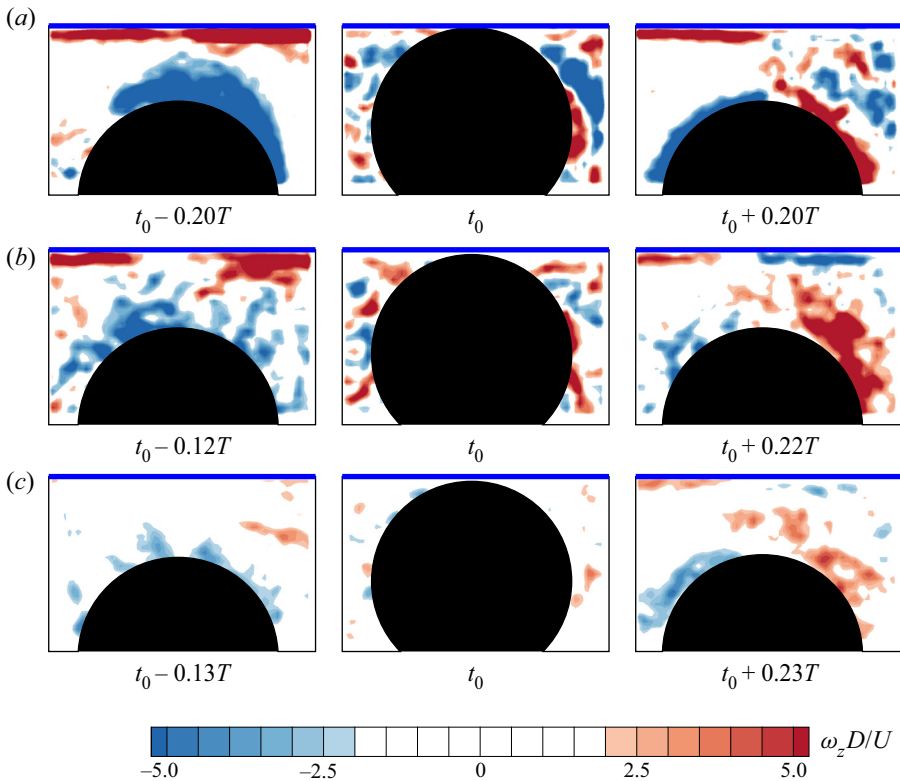 (a)
t₀ – 0.20T t₀ t₀ + 0.20T
(b)
t₀ – 0.12T t₀ t₀ + 0.22T
(c)
t₀ – 0.13T t₀ t₀ + 0.23T
ω_z D/U
–5.0 –2.5 0 2.5 5.0